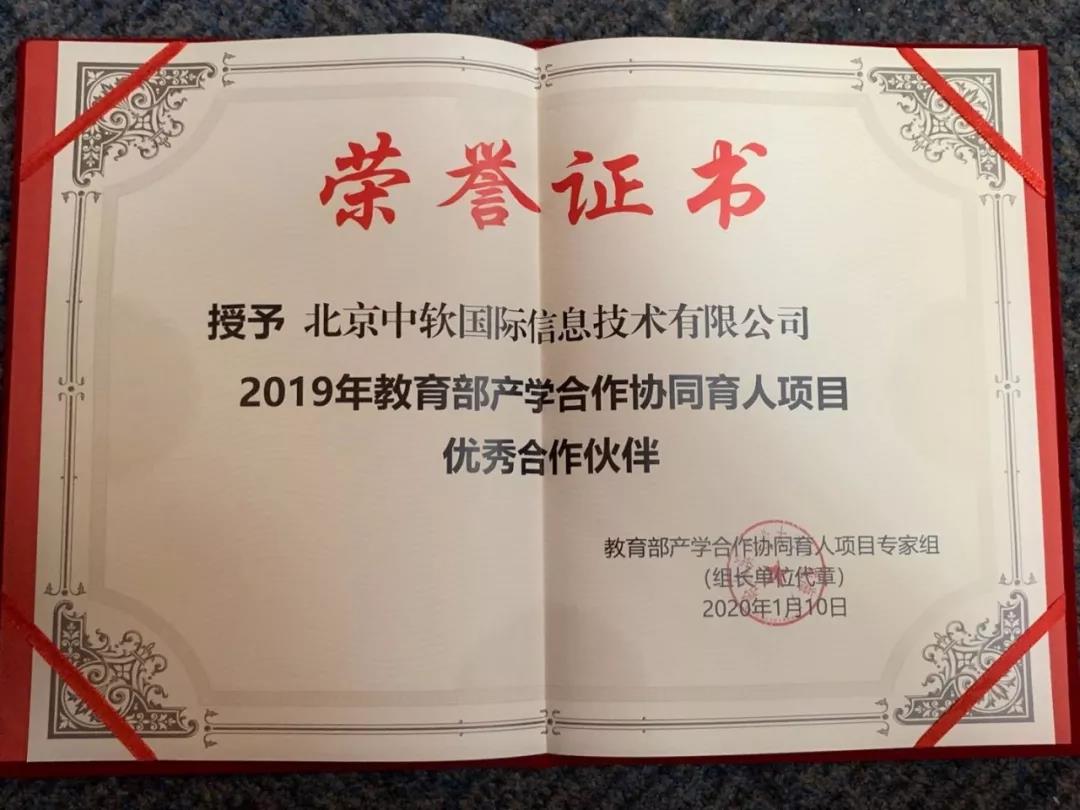 荣誉证书
授予 北京中软国际信息技术有限公司
2019年教育部产学合作协同育人项目
优秀合作伙伴
教育部产学合作协同育人项目专家组
（组长单位代章）
2020年1月10日